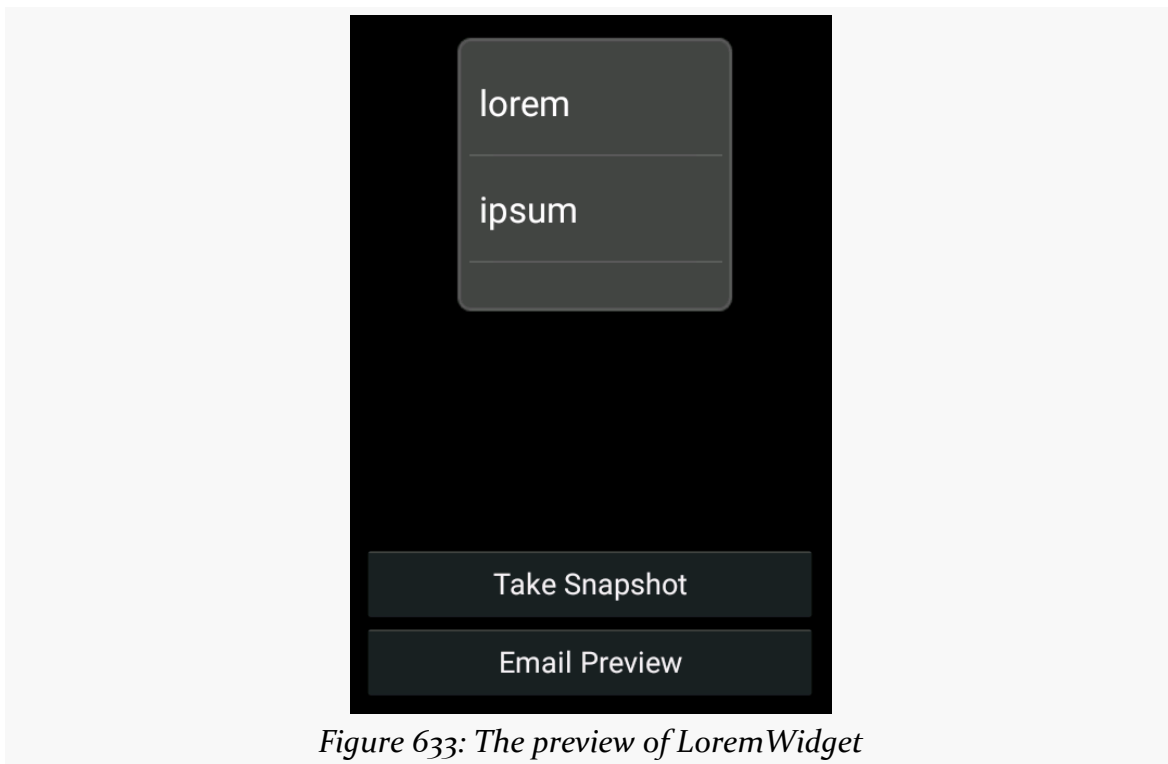 lorem
ipsum
Take Snapshot
Email Preview
Figure 633: The preview of LoremWidget